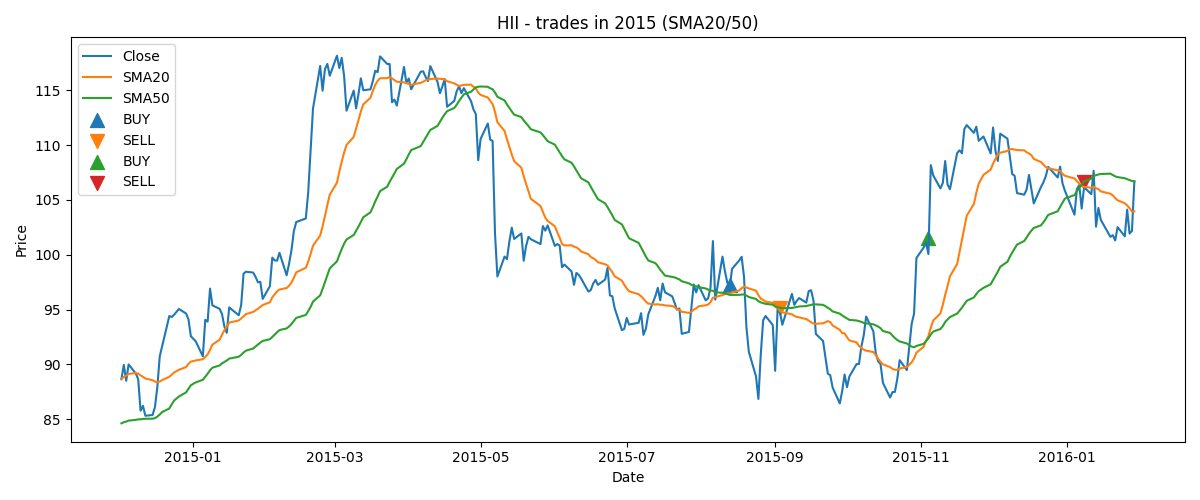 HII - trades in 2015 (SMA20/50)
Close
SMA20
SMA50
BUY
SELL
BUY
SELL
Price
115
110
105
100
95
90
85
2015-01 2015-03 2015-05 2015-07 2015-09 2015-11 2016-01
Date